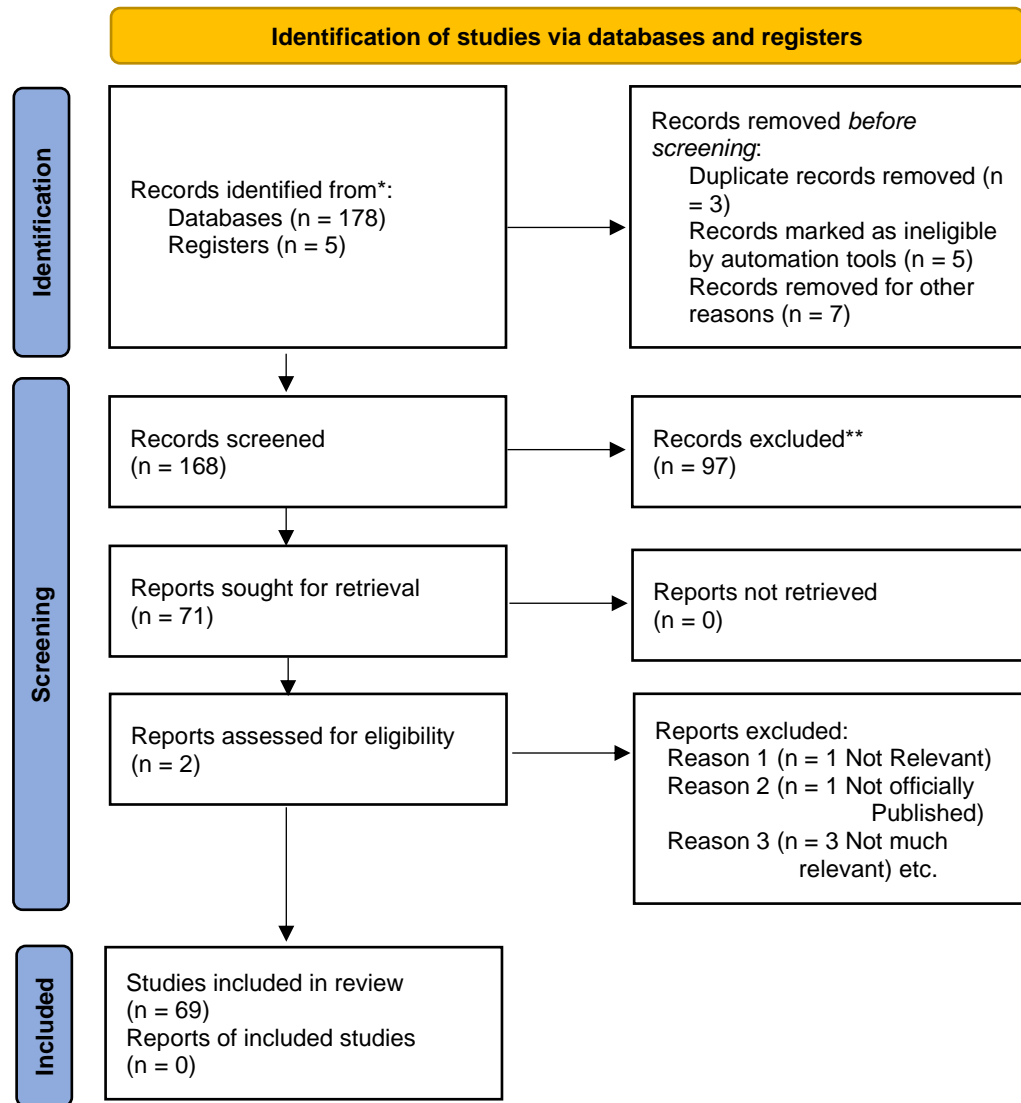 Identification of studies via databases and registers
Identification
Records identified from*:
Databases (n = 178)
Registers (n = 5)
Records removed before
screening:
Duplicate records removed (n
= 3)
Records marked as ineligible
by automation tools (n = 5)
Records removed for other
reasons (n = 7)
Screening
Records screened
(n = 168)
Records excluded**
(n = 97)
Reports sought for retrieval
(n = 71)
Reports not retrieved
(n = 0)
Reports assessed for eligibility
(n = 2)
Reports excluded:
Reason 1 (n = 1 Not Relevant)
Reason 2 (n = 1 Not officially
Published)
Reason 3 (n = 3 Not much
relevant) etc.
Included
Studies included in review
(n = 69)
Reports of included studies
(n = 0)